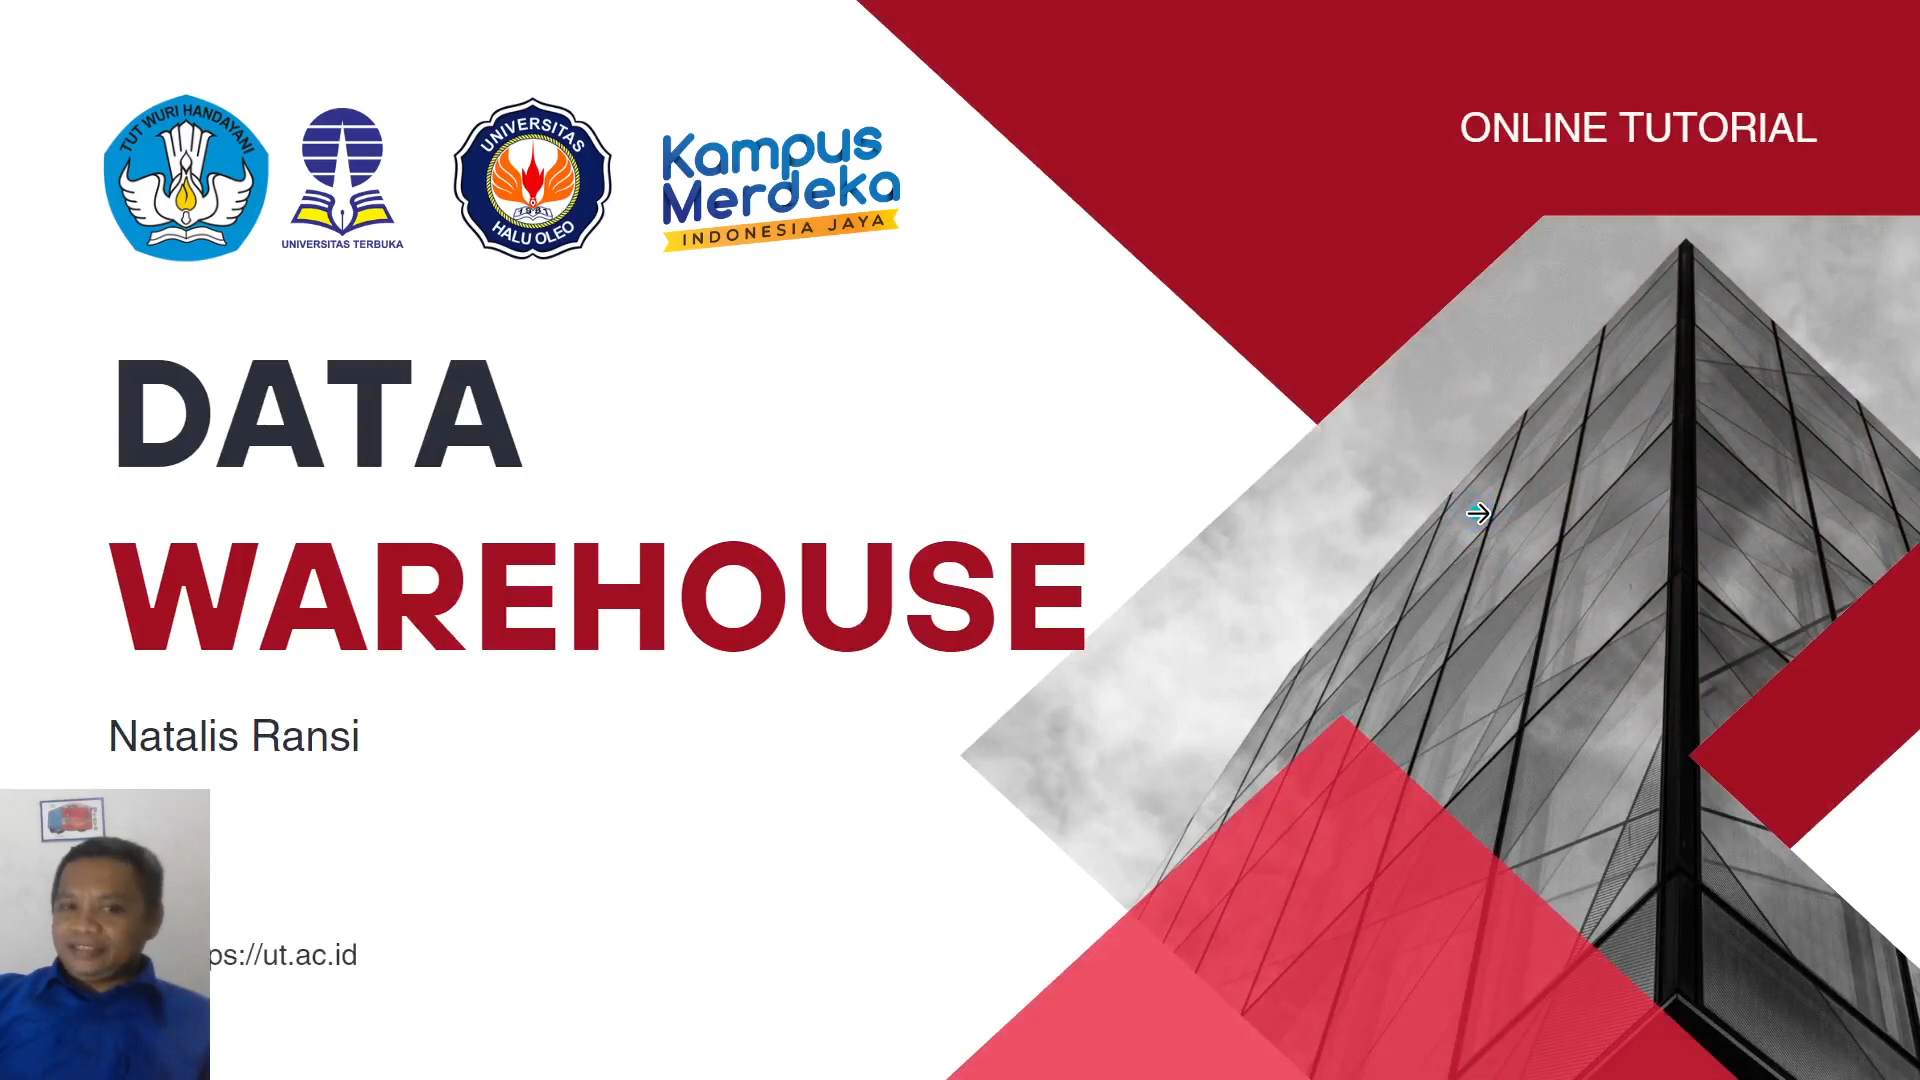 TUT WURI HANDAYANI
UNIVERSITAS TERBUKA
UNIVERSITAS
1981
HALU OLEO
Kampus
Merdeka
INDONESIA JAYA
ONLINE TUTORIAL
DATA
WAREHOUSE
Natalis Ransi
ps://ut.ac.id